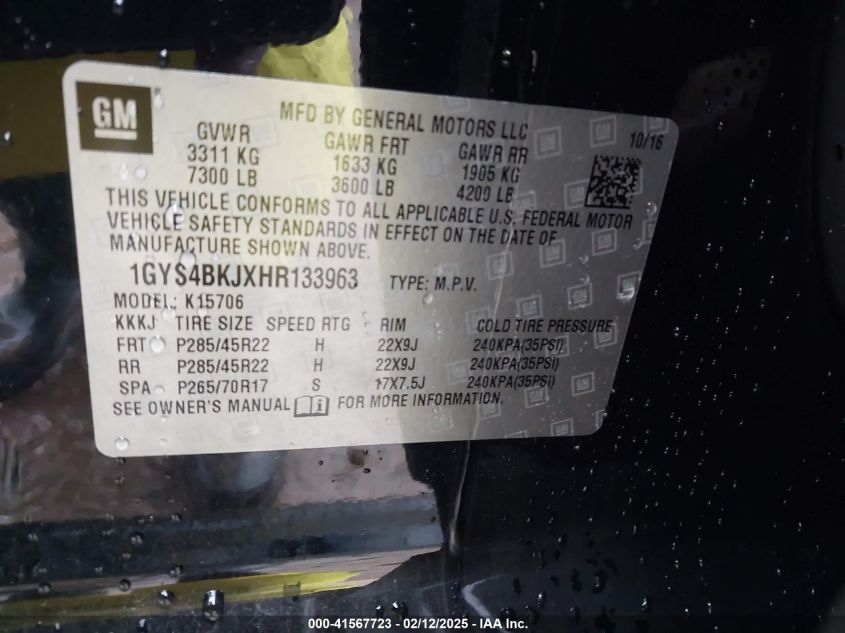 GM
MFD BY GENERAL MOTORS LLC
10/16
GVWR GAWR FRT GAWR RR
3311 KG 1633 KG 1905 KG
7300 LB 3600 LB 4200 LB
THIS VEHICLE CONFORMS TO ALL APPLICABLE U.S. FEDERAL MOTOR
VEHICLE SAFETY STANDARDS IN EFFECT ON THE DATE OF
MANUFACTURE SHOWN ABOVE.
1GYS4BKJXHR133963 TYPE: M.P.V.
MODEL: K15706
KKKJ TIRE SIZE SPEED RTG RIM COLD TIRE PRESSURE
FRT P285/45R22 H 22X9J 240KPA(35PSI)
RR P285/45R22 H 22X9J 240KPA(35PSI)
SPA P265/70R17 S 17X7.5J 240KPA(35PSI)
SEE OWNER'S MANUAL FOR MORE INFORMATION.
000-41567723 - 02/12/2025 - IAA Inc.